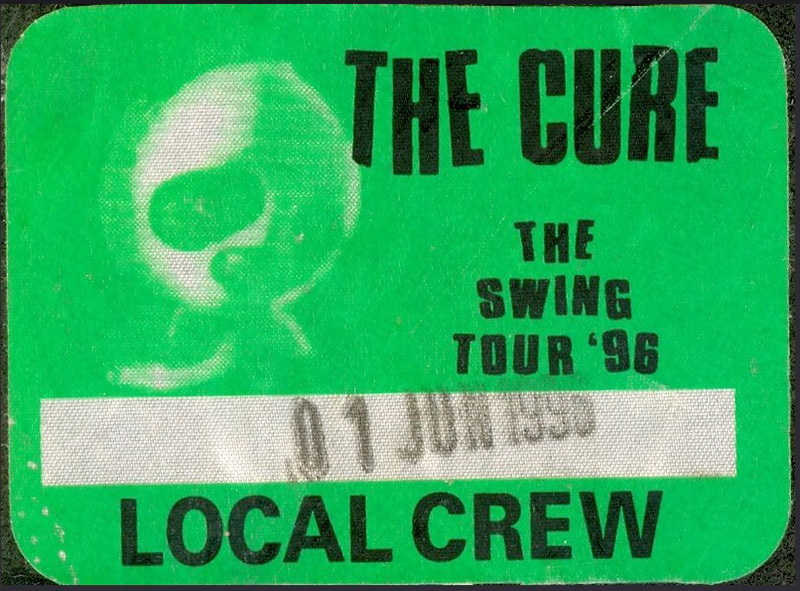 THE CURE
THE
SWING
TOUR '96
01 JUN 1996
LOCAL CREW